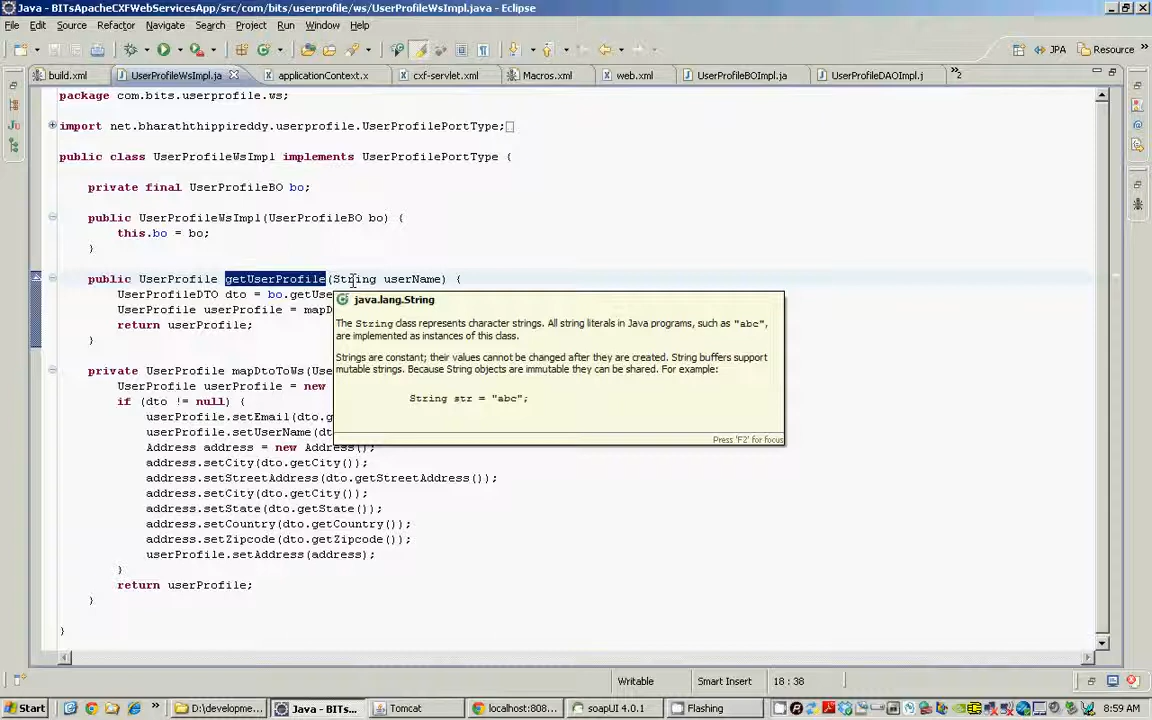 Java - BITsApacheCXFWebServicesApp/src/com/bits/userprofile/ws/UserProfileWsImpl.java - Eclipse
File Edit Source Refactor Navigate Search Project Run Window Help
JPA Resource
build.xml UserProfileWsImpl.ja applicationContext.x cxf-servlet.xml Macros.xml web.xml UserProfileBOImpl.ja UserProfileDAOImpl.j »2
package com.bits.userprofile.ws;
import net.bharaththippireddy.userprofile.UserProfilePortType;
public class UserProfileWsImpl implements UserProfilePortType {
private final UserProfileBO bo;
public UserProfileWsImpl(UserProfileBO bo) {
this.bo = bo;
}
public UserProfile getUserProfile(String userName) {
UserProfileDTO dto = bo.getUse
UserProfile userProfile = mapD
return userProfile;
}
java.lang.String
The String class represents character strings. All string literals in Java programs, such as "abc",
are implemented as instances of this class.
Strings are constant; their values cannot be changed after they are created. String buffers support
mutable strings. Because String objects are immutable they can be shared. For example:
String str = "abc";
Press 'F2' for focus
private UserProfile mapDtoToWs(Use
UserProfile userProfile = new
if (dto != null) {
userProfile.setEmail(dto.g
userProfile.setUserName(dt
Address address = new Address();
address.setCity(dto.getCity());
address.setStreetAddress(dto.getStreetAddress());
address.setCity(dto.getCity());
address.setState(dto.getState());
address.setCountry(dto.getCountry());
address.setZipcode(dto.getZipcode());
userProfile.setAddress(address);
}
return userProfile;
}
}
Writable Smart Insert 18 : 38
Start D:\developme... Java - BITs... Tomcat localhost:808... soapUI 4.0.1 Flashing 8:59 AM